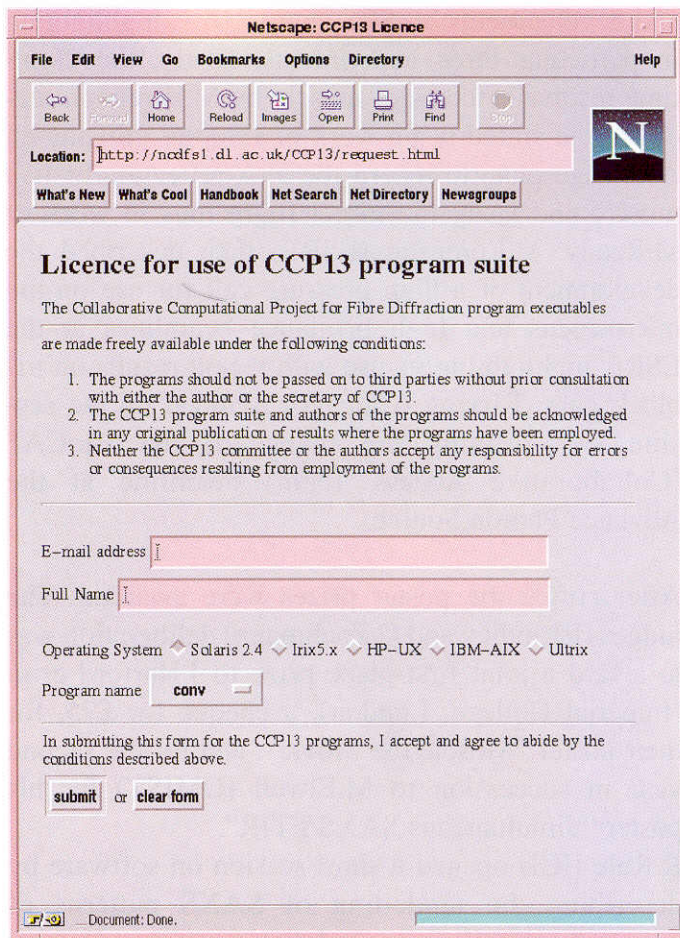 Netscape: CCP13 Licence
File Edit View Go Bookmarks Options Directory Help
Back Forward Home Reload Images Open Print Find Stop
N
Location: http://ncdfs1.dl.ac.uk/CCP13/request.html
What's New What's Cool Handbook Net Search Net Directory Newsgroups
Licence for use of CCP13 program suite
The Collaborative Computational Project for Fibre Diffraction program executables
are made freely available under the following conditions:
1. The programs should not be passed on to third parties without prior consultation
with either the author or the secretary of CCP13.
2. The CCP13 program suite and authors of the programs should be acknowledged
in any original publication of results where the programs have been employed.
3. Neither the CCP13 committee or the authors accept any responsibility for errors
or consequences resulting from employment of the programs.
E-mail address
Full Name
Operating System Solaris 2.4 Irix5.x HP-UX IBM-AIX Ultrix
Program name conv
In submitting this form for the CCP13 programs, I accept and agree to abide by the
conditions described above.
submit or clear form
Document: Done.